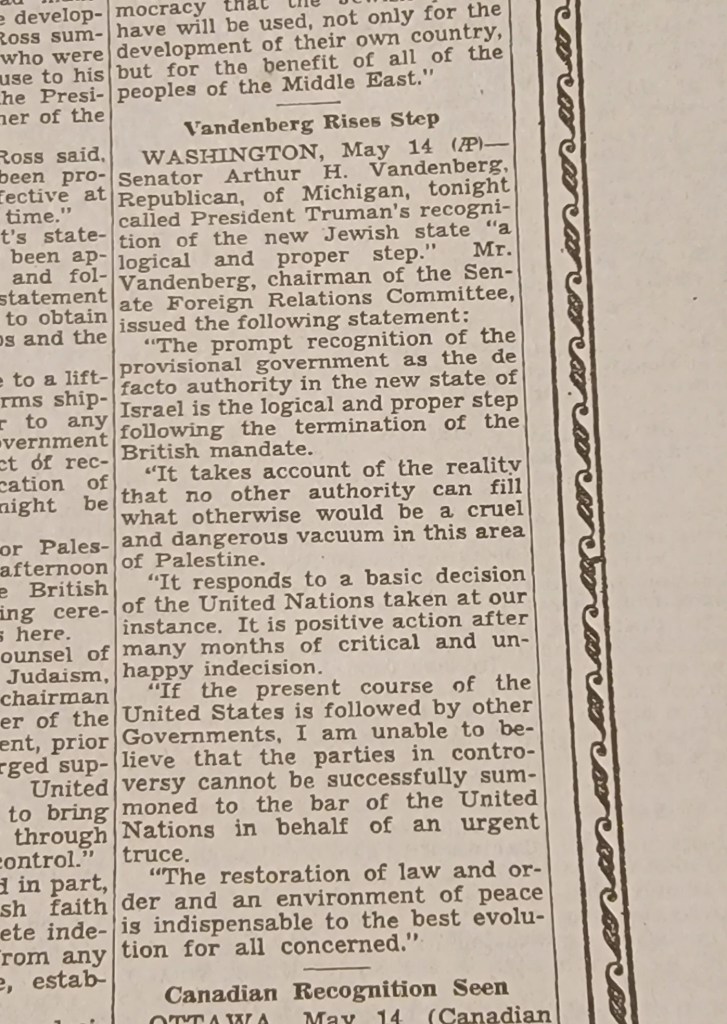 e develop-
Ross sum-
who were
use to his
he Presi-
ner of the
Ross said,
been pro-
fective at
time."
t's state-
been ap-
and fol-
statement
to obtain
os and the
e to a lift-
rms ship-
r to any
vernment
ct of rec-
cation of
night be
or Pales-
afternoon
e British
ing cere-
s here.
ounsel of
Judaism,
chairman
er of the
ent, prior
rged sup-
United
to bring
through
control."
d in part,
sh faith
ete inde-
from any
e, estab-
mocracy that the
have will be used, not only for the
development of their own country,
but for the benefit of all of the
peoples of the Middle East."
Vandenberg Rises Step
WASHINGTON, May 14 (AP)—
Senator Arthur H. Vandenberg,
Republican, of Michigan, tonight
called President Truman's recogni-
tion of the new Jewish state "a
logical and proper step." Mr.
Vandenberg, chairman of the Sen-
ate Foreign Relations Committee,
issued the following statement:
"The prompt recognition of the
provisional government as the de
facto authority in the new state of
Israel is the logical and proper step
following the termination of the
British mandate.
"It takes account of the reality
that no other authority can fill
what otherwise would be a cruel
and dangerous vacuum in this area
of Palestine.
"It responds to a basic decision
of the United Nations taken at our
instance. It is positive action after
many months of critical and un-
happy indecision.
"If the present course of the
United States is followed by other
Governments, I am unable to be-
lieve that the parties in contro-
versy cannot be successfully sum-
moned to the bar of the United
Nations in behalf of an urgent
truce.
"The restoration of law and or-
der and an environment of peace
is indispensable to the best evolu-
tion for all concerned."
Canadian Recognition Seen
OTTAWA, May 14 (Canadian